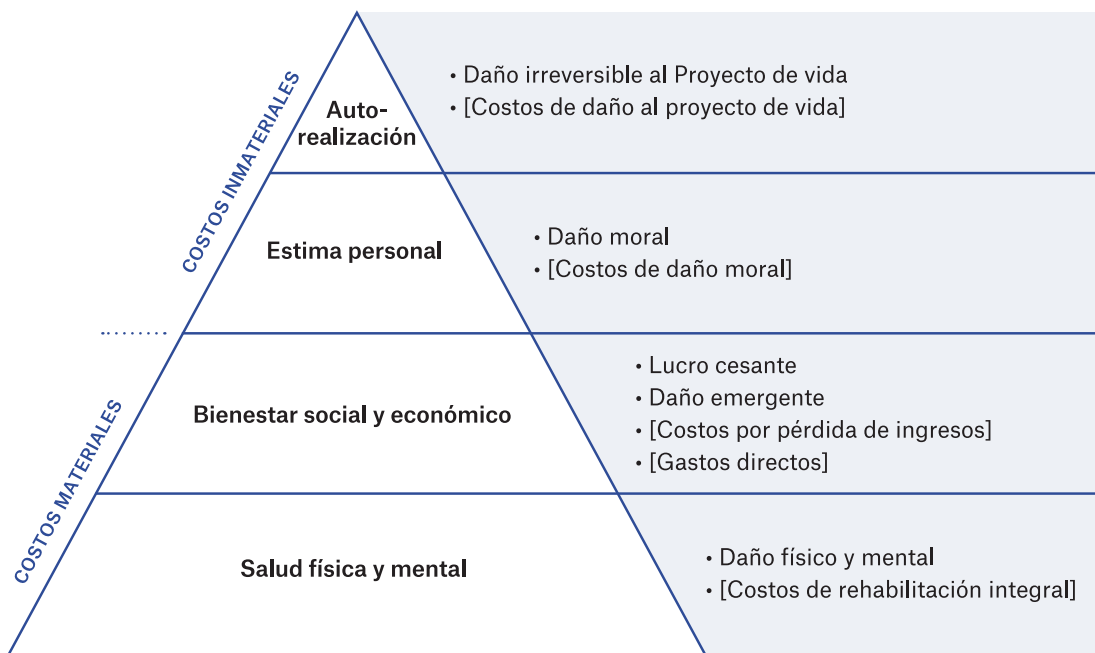 COSTOS INMATERIALES
Auto-
realización
• Daño irreversible al Proyecto de vida
• [Costos de daño al proyecto de vida]
Estima personal
• Daño moral
• [Costos de daño moral]
COSTOS MATERIALES
Bienestar social y económico
• Lucro cesante
• Daño emergente
• [Costos por pérdida de ingresos]
• [Gastos directos]
Salud física y mental
• Daño físico y mental
• [Costos de rehabilitación integral]